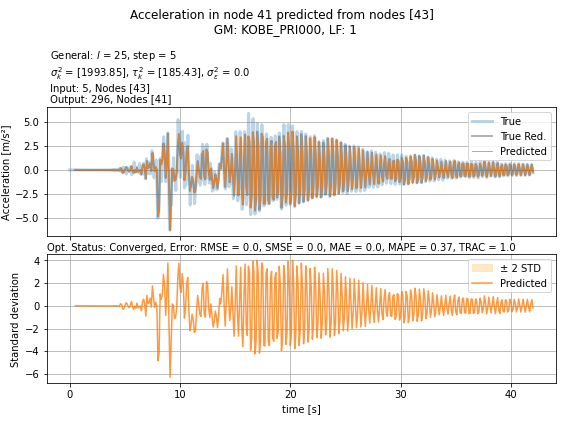 Acceleration in node 41 predicted from nodes [43]
GM: KOBE_PRI000, LF: 1
General: l = 25, step = 5
σ²ₖ = [1993.85], τ²ₖ = [185.43], σ²ε = 0.0
Input: 5, Nodes [43]
Output: 296, Nodes [41]
Acceleration [m/s²]
5.0
2.5
0.0
−2.5
−5.0
True
True Red.
Predicted
Opt. Status: Converged, Error: RMSE = 0.0, SMSE = 0.0, MAE = 0.0, MAPE = 0.37, TRAC = 1.0
Standard deviation
4
2
0
−2
−4
−6
± 2 STD
Predicted
0 10 20 30 40
time [s]